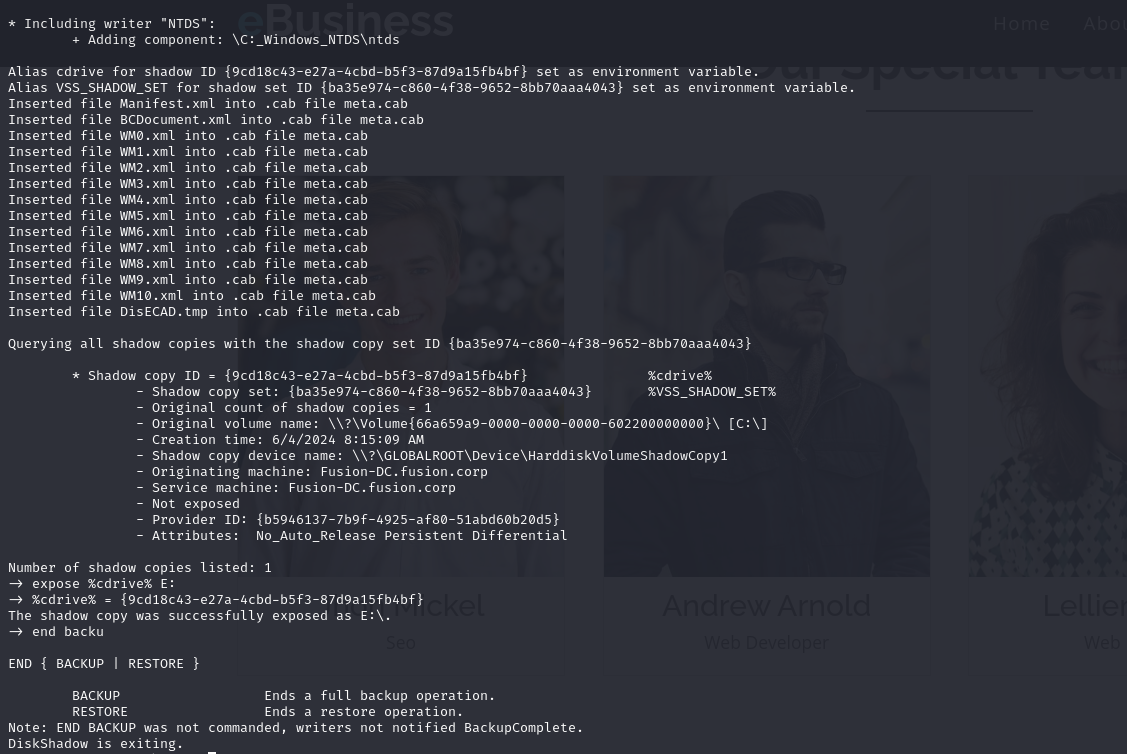 eBusiness
Home Abou
Our Special Team
* Including writer "NTDS":
+ Adding component: \C:_Windows_NTDS\ntds
Alias cdrive for shadow ID {9cd18c43-e27a-4cbd-b5f3-87d9a15fb4bf} set as environment variable.
Alias VSS_SHADOW_SET for shadow set ID {ba35e974-c860-4f38-9652-8bb70aaa4043} set as environment variable.
Inserted file Manifest.xml into .cab file meta.cab
Inserted file BCDocument.xml into .cab file meta.cab
Inserted file WM0.xml into .cab file meta.cab
Inserted file WM1.xml into .cab file meta.cab
Inserted file WM2.xml into .cab file meta.cab
Inserted file WM3.xml into .cab file meta.cab
Inserted file WM4.xml into .cab file meta.cab
Inserted file WM5.xml into .cab file meta.cab
Inserted file WM6.xml into .cab file meta.cab
Inserted file WM7.xml into .cab file meta.cab
Inserted file WM8.xml into .cab file meta.cab
Inserted file WM9.xml into .cab file meta.cab
Inserted file WM10.xml into .cab file meta.cab
Inserted file DisECAD.tmp into .cab file meta.cab
Querying all shadow copies with the shadow copy set ID {ba35e974-c860-4f38-9652-8bb70aaa4043}
* Shadow copy ID = {9cd18c43-e27a-4cbd-b5f3-87d9a15fb4bf} %cdrive%
- Shadow copy set: {ba35e974-c860-4f38-9652-8bb70aaa4043} %VSS_SHADOW_SET%
- Original count of shadow copies = 1
- Original volume name: \\?\Volume{66a659a9-0000-0000-0000-602200000000}\ [C:\]
- Creation time: 6/4/2024 8:15:09 AM
- Shadow copy device name: \\?\GLOBALROOT\Device\HarddiskVolumeShadowCopy1
- Originating machine: Fusion-DC.fusion.corp
- Service machine: Fusion-DC.fusion.corp
- Not exposed
- Provider ID: {b5946137-7b9f-4925-af80-51abd60b20d5}
- Attributes:  No_Auto_Release Persistent Differential
Number of shadow copies listed: 1
-> expose %cdrive% E:
-> %cdrive% = {9cd18c43-e27a-4cbd-b5f3-87d9a15fb4bf}
The shadow copy was successfully exposed as E:\.
-> end backu
END { BACKUP | RESTORE }
BACKUP Ends a full backup operation.
RESTORE Ends a restore operation.
Note: END BACKUP was not commanded, writers not notified BackupComplete.
DiskShadow is exiting.
Mickel
Seo
Andrew Arnold
Web Developer
Lellien
Web